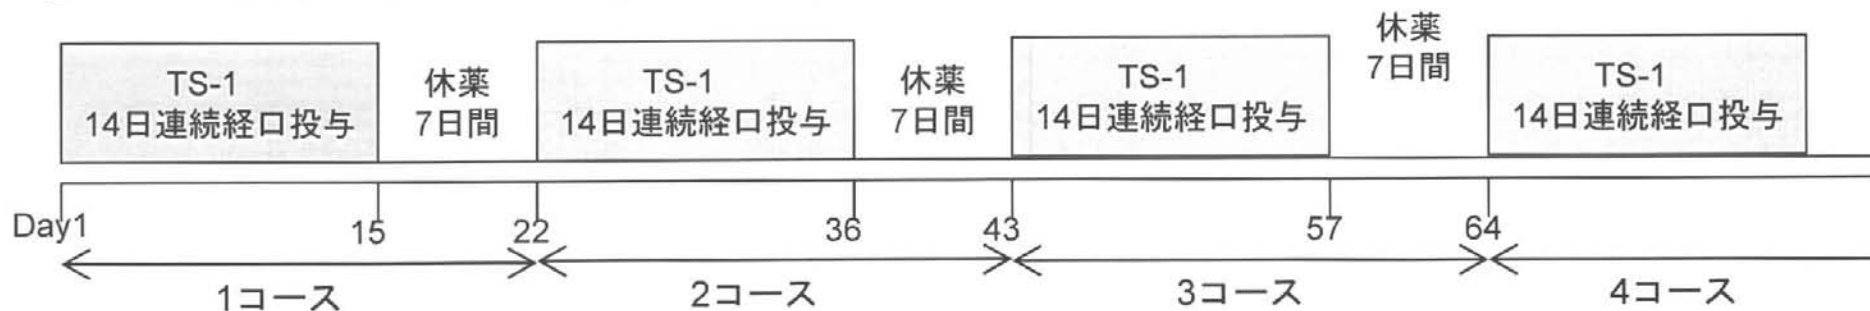 TS-1
14日連続経口投与
休薬
7日間
TS-1
14日連続経口投与
休薬
7日間
TS-1
14日連続経口投与
休薬
7日間
TS-1
14日連続経口投与
Day1
15
22
36
43
57
64
1コース
2コース
3コース
4コース